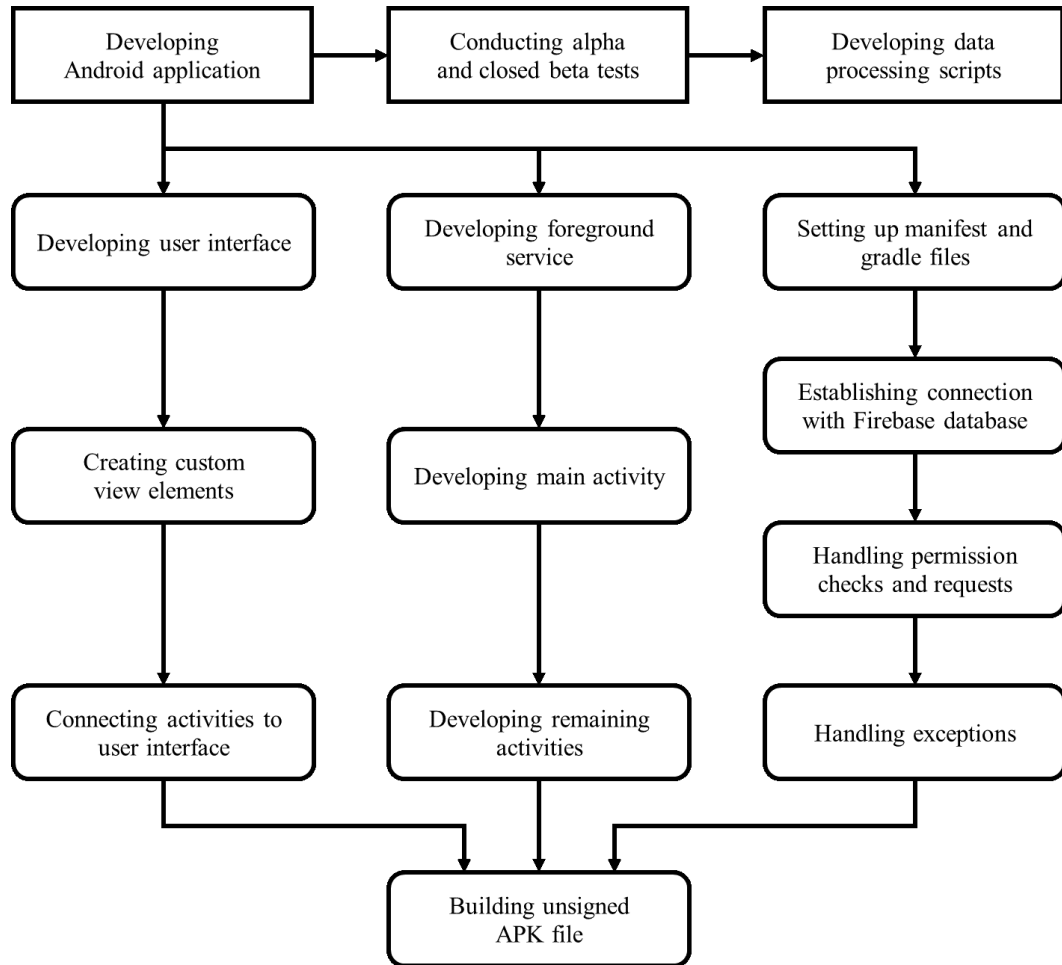 Developing
Android application
Conducting alpha
and closed beta tests
Developing data
processing scripts
Developing user interface
Developing foreground
service
Setting up manifest and
gradle files
Establishing connection
with Firebase database
Creating custom
view elements
Developing main activity
Handling permission
checks and requests
Connecting activities to
user interface
Developing remaining
activities
Handling exceptions
Building unsigned
APK file